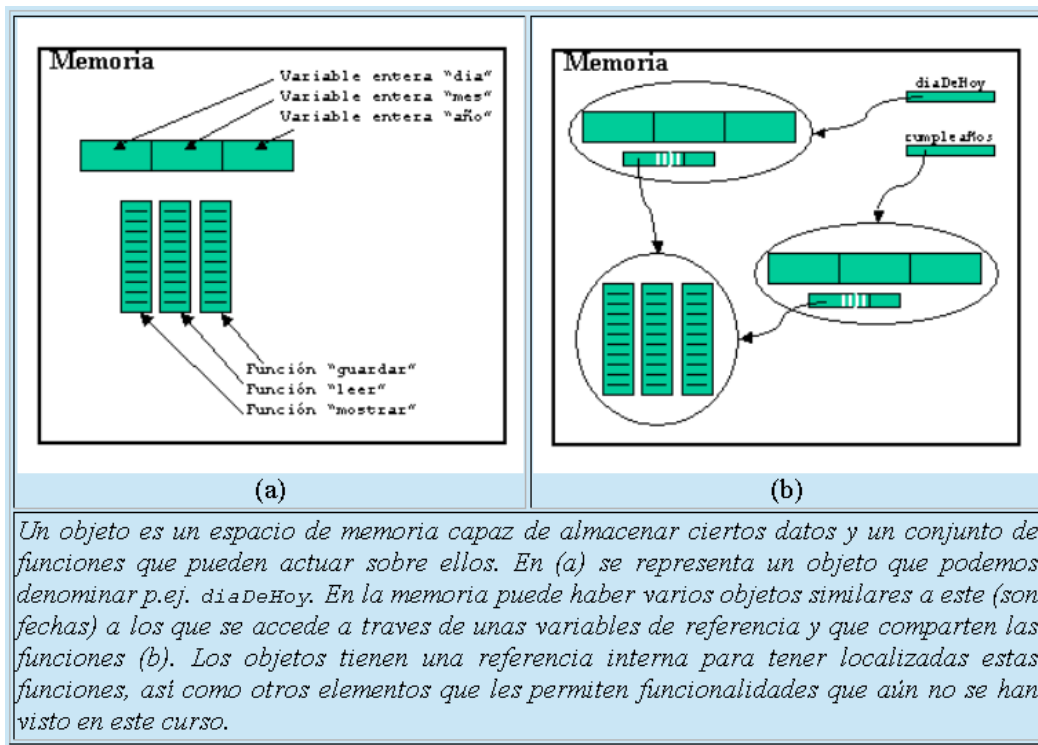 Memoria
Variable entera "dia"
Variable entera "mes"
Variable entera "año"
Función "guardar"
Función "leer"
Función "mostrar"
(a)
Memoria
diaDeHoy
cumpleaños
(b)
Un objeto es un espacio de memoria capaz de almacenar ciertos datos y un conjunto de
funciones que pueden actuar sobre ellos. En (a) se representa un objeto que podemos
denominar p.ej. diaDeHoy. En la memoria puede haber varios objetos similares a este (son
fechas) a los que se accede a traves de unas variables de referencia y que comparten las
funciones (b). Los objetos tienen una referencia interna para tener localizadas estas
funciones, así como otros elementos que les permiten funcionalidades que aún no se han
visto en este curso.